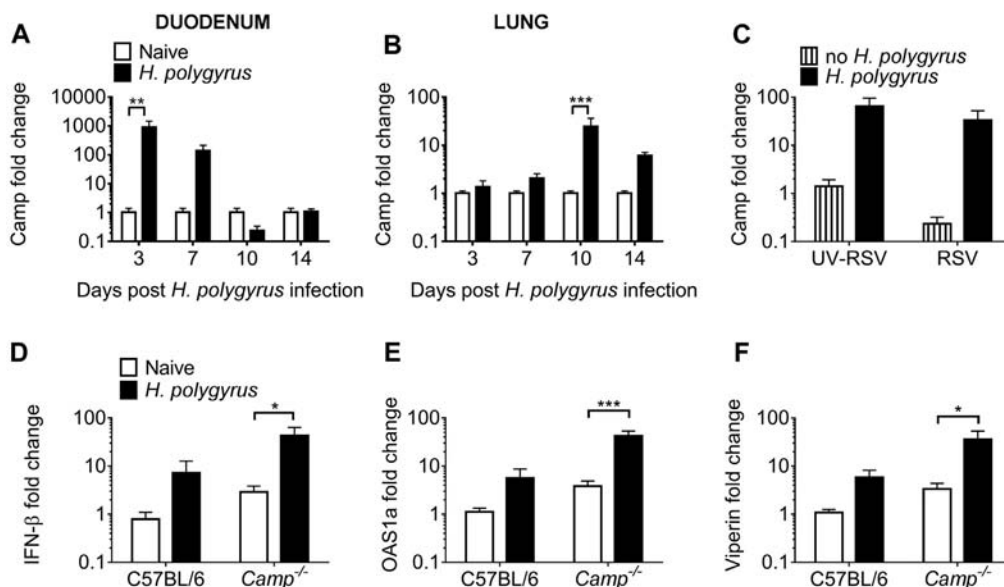 DUODENUM
A
Naive
H. polygyrus
Camp fold change
10000
1000
100
10
1
0.1
**
3 7 10 14
Days post H. polygyrus infection
LUNG
B
Camp fold change
100
10
1
0.1
***
3 7 10 14
Days post H. polygyrus infection
C
no H. polygyrus
H. polygyrus
Camp fold change
100
10
1
0.1
UV-RSV RSV
D
Naive
H. polygyrus
IFN-β fold change
100
10
1
0.1
*
C57BL/6 Camp-/-
E
OAS1a fold change
100
10
1
0.1
***
C57BL/6 Camp-/-
F
Viperin fold change
100
10
1
0.1
*
C57BL/6 Camp-/-